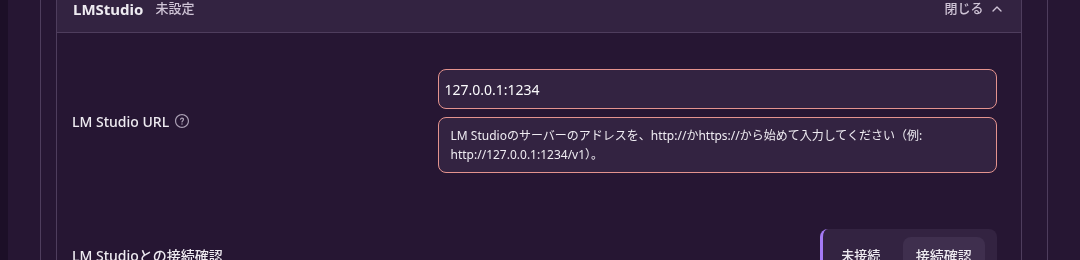 LMStudio 未設定 閉じる
127.0.0.1:1234
LM Studio URL ?
LM Studioのサーバーのアドレスを、http://かhttps://から始めて入力してください（例:
http://127.0.0.1:1234/v1）。
LM Studioとの接続確認 未接続 接続確認